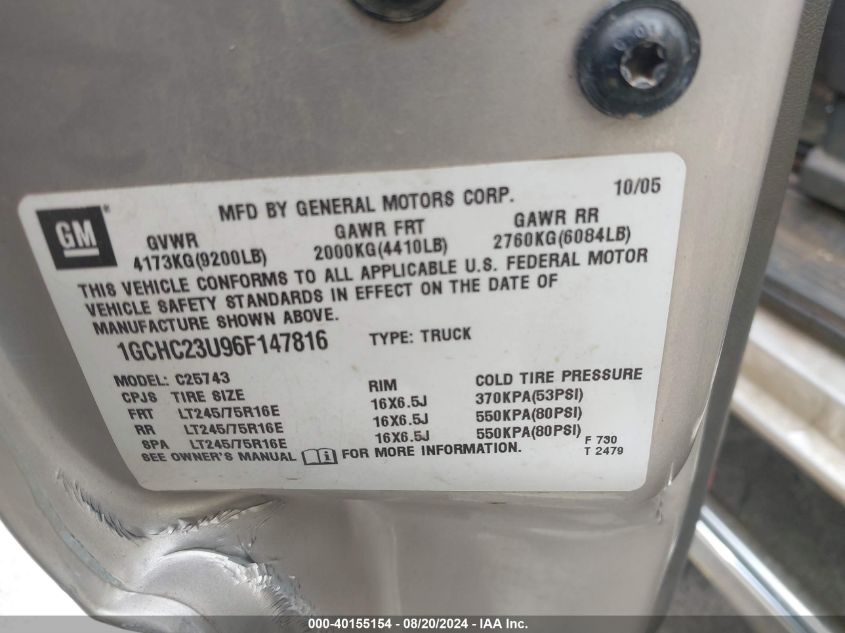 GM
MFD BY GENERAL MOTORS CORP. 10/05
GVWR GAWR FRT GAWR RR
4173KG(9200LB) 2000KG(4410LB) 2760KG(6084LB)
THIS VEHICLE CONFORMS TO ALL APPLICABLE U.S. FEDERAL MOTOR
VEHICLE SAFETY STANDARDS IN EFFECT ON THE DATE OF
MANUFACTURE SHOWN ABOVE.
1GCHC23U96F147816 TYPE: TRUCK
MODEL: C25743
CPJS TIRE SIZE RIM COLD TIRE PRESSURE
FRT LT245/75R16E 16X6.5J 370KPA(53PSI)
RR LT245/75R16E 16X6.5J 550KPA(80PSI)
SPA LT245/75R16E 16X6.5J 550KPA(80PSI)
SEE OWNER'S MANUAL FOR MORE INFORMATION.
F 730
T 2479
000-40155154 - 08/20/2024 - IAA Inc.